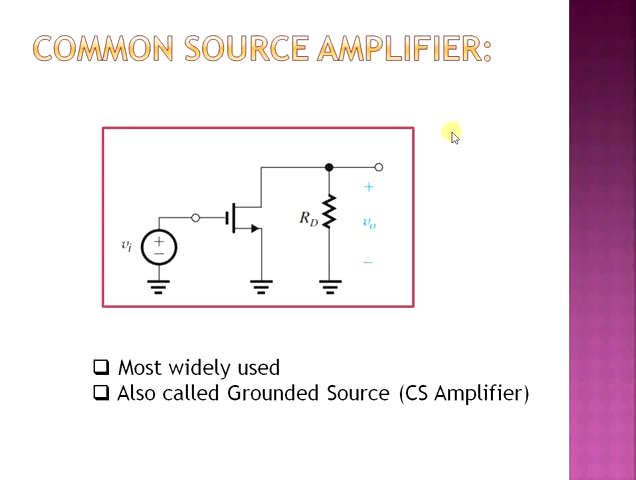 COMMON SOURCE AMPLIFIER:
+
R_D
v_o
v_i
+
−
−
Most widely used
Also called Grounded Source (CS Amplifier)